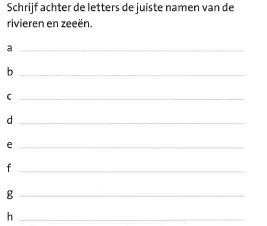 Schrijf achter de letters de juiste namen van de
rivieren en zeeën.
a
b
c
d
e
f
g
h